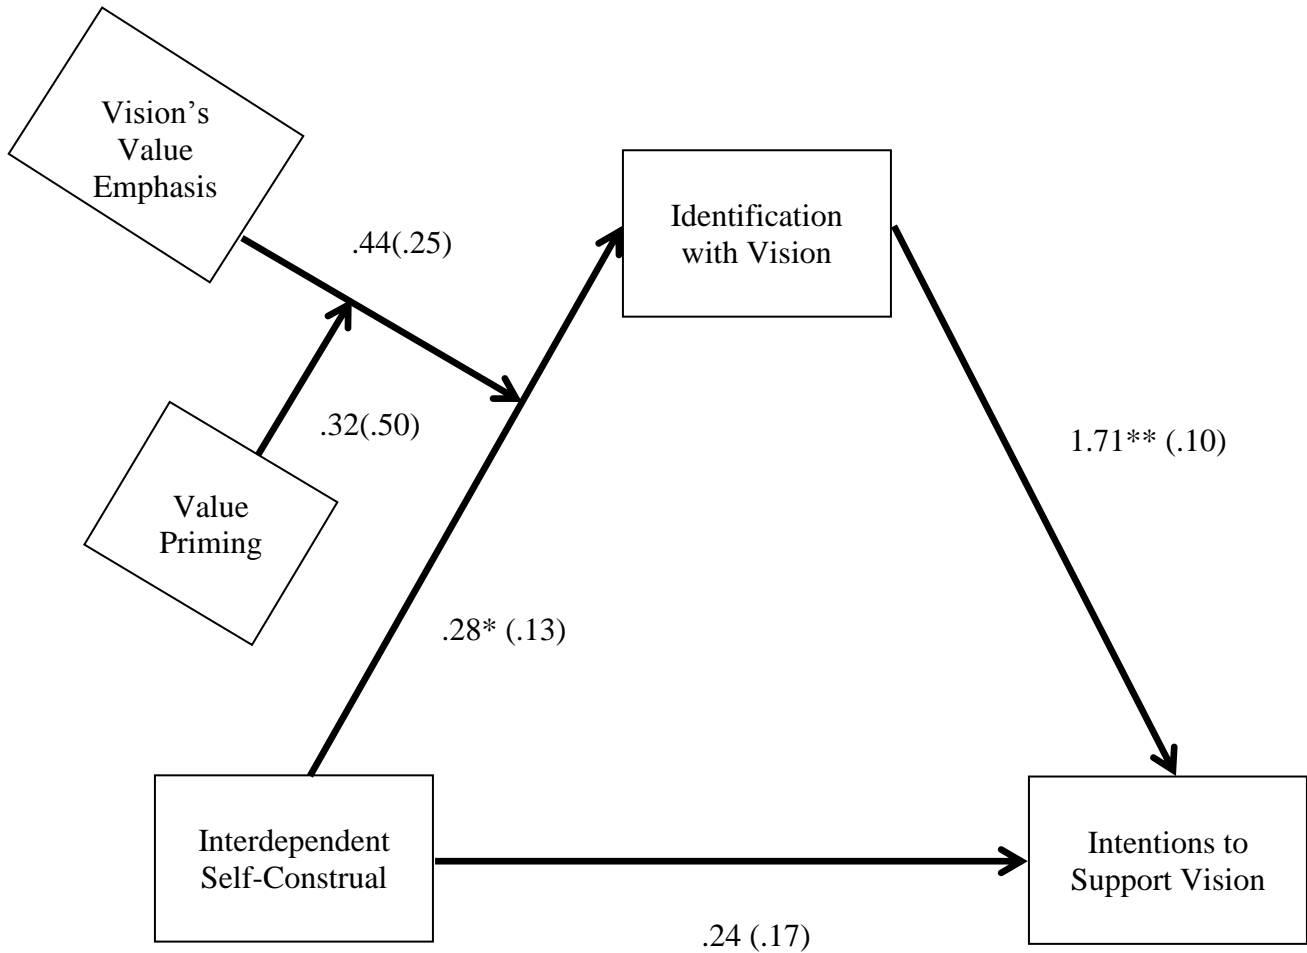 Vision’s
Value
Emphasis
Identification
with Vision
.44(.25)
.32(.50)
1.71** (.10)
Value
Priming
.28* (.13)
Interdependent
Self-Construal
Intentions to
Support Vision
.24 (.17)